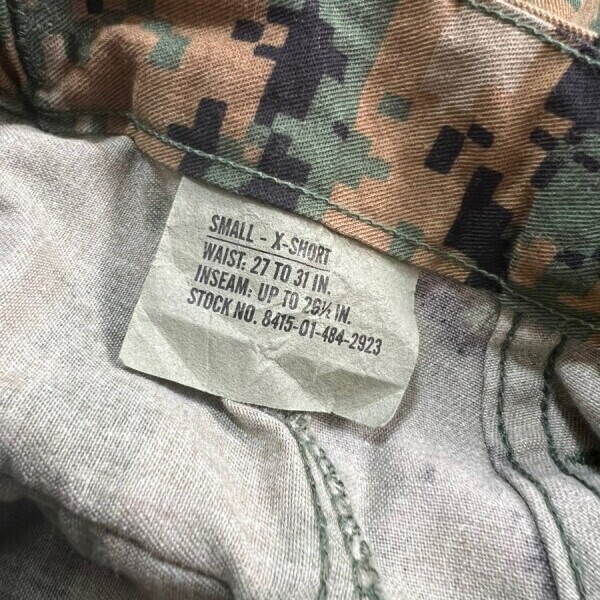 SMALL - X-SHORT
WAIST: 27 TO 31 IN.
INSEAM: UP TO 26½ IN.
STOCK NO. 8415-01-484-2923